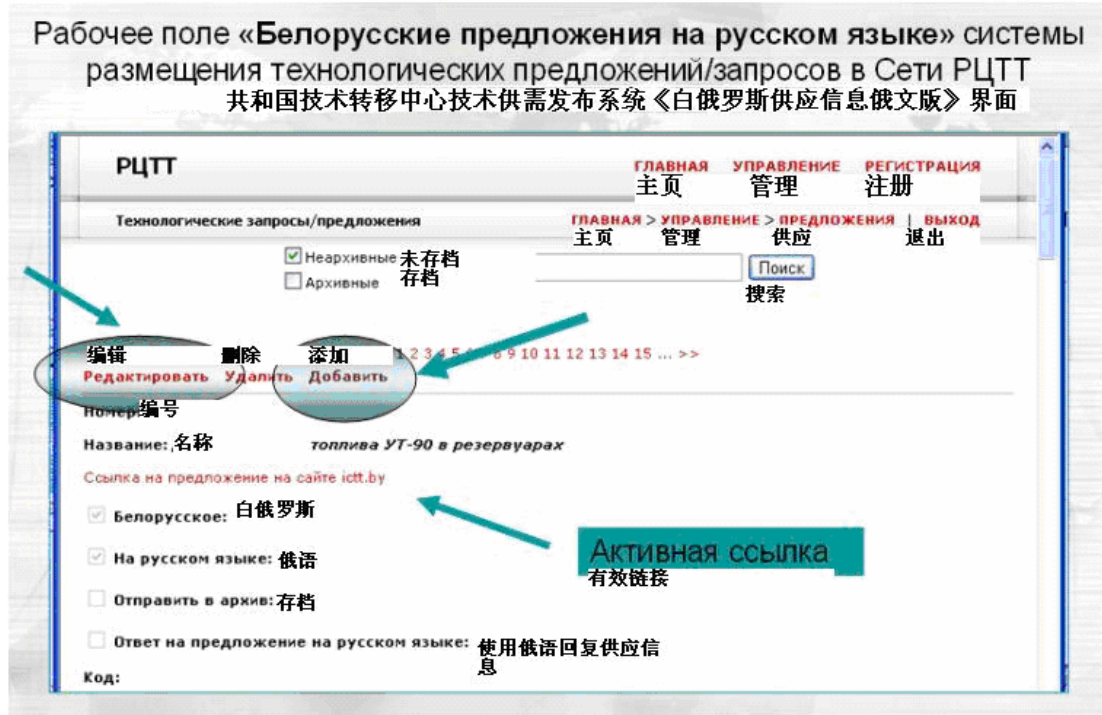 Рабочее поле «Белорусские предложения на русском языке» системы
размещения технологических предложений/запросов в Сети РЦТТ
共和国技术转移中心技术供需发布系统《白俄罗斯供应信息俄文版》界面
РЦТТ
ГЛАВНАЯ УПРАВЛЕНИЕ РЕГИСТРАЦИЯ
主页 管理 注册
Технологические запросы/предложения
ГЛАВНАЯ > УПРАВЛЕНИЕ > ПРЕДЛОЖЕНИЯ | ВЫХОД
主页 管理 供应 退出
Неархивные 未存档
Архивные 存档
Поиск
搜索
编辑 删除 添加
1 2 3 4 5 8 9 10 11 12 13 14 15 ... >>
Редактировать Удалить Добавить
Номер: 编号
Название: 名称 топлива УТ-90 в резервуарах
Ссылка на предложение на сайте ictt.by
Белорусское: 白俄罗斯
На русском языке: 俄语
Активная ссылка
有效链接
Отправить в архив: 存档
Ответ на предложение на русском языке: 使用俄语回复供应信
息
Код: